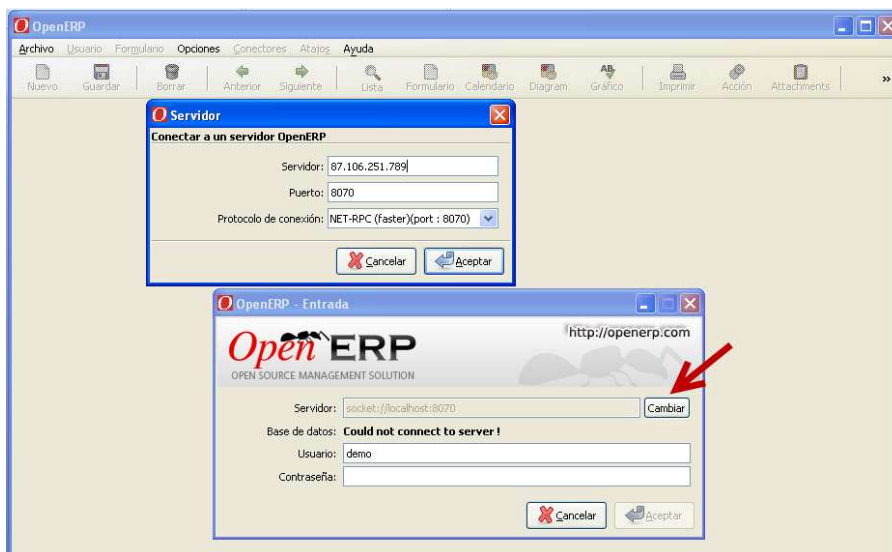 OpenERP
Archivo Usuario Formulario Opciones Conectores Atajos Ayuda
Nuevo Guardar Borrar Anterior Siguiente Lista Formulario Calendario Diagram Gráfico Imprimir Acción Attachments »
Servidor
Conectar a un servidor OpenERP
Servidor: 87.106.251.789
Puerto: 8070
Protocolo de conexión: NET-RPC (faster)(port : 8070)
Cancelar Aceptar
OpenERP - Entrada
http://openerp.com
Open ERP
OPEN SOURCE MANAGEMENT SOLUTION
Servidor: socket://localhost:8070 Cambiar
Base de datos: Could not connect to server !
Usuario: demo
Contraseña:
Cancelar Aceptar